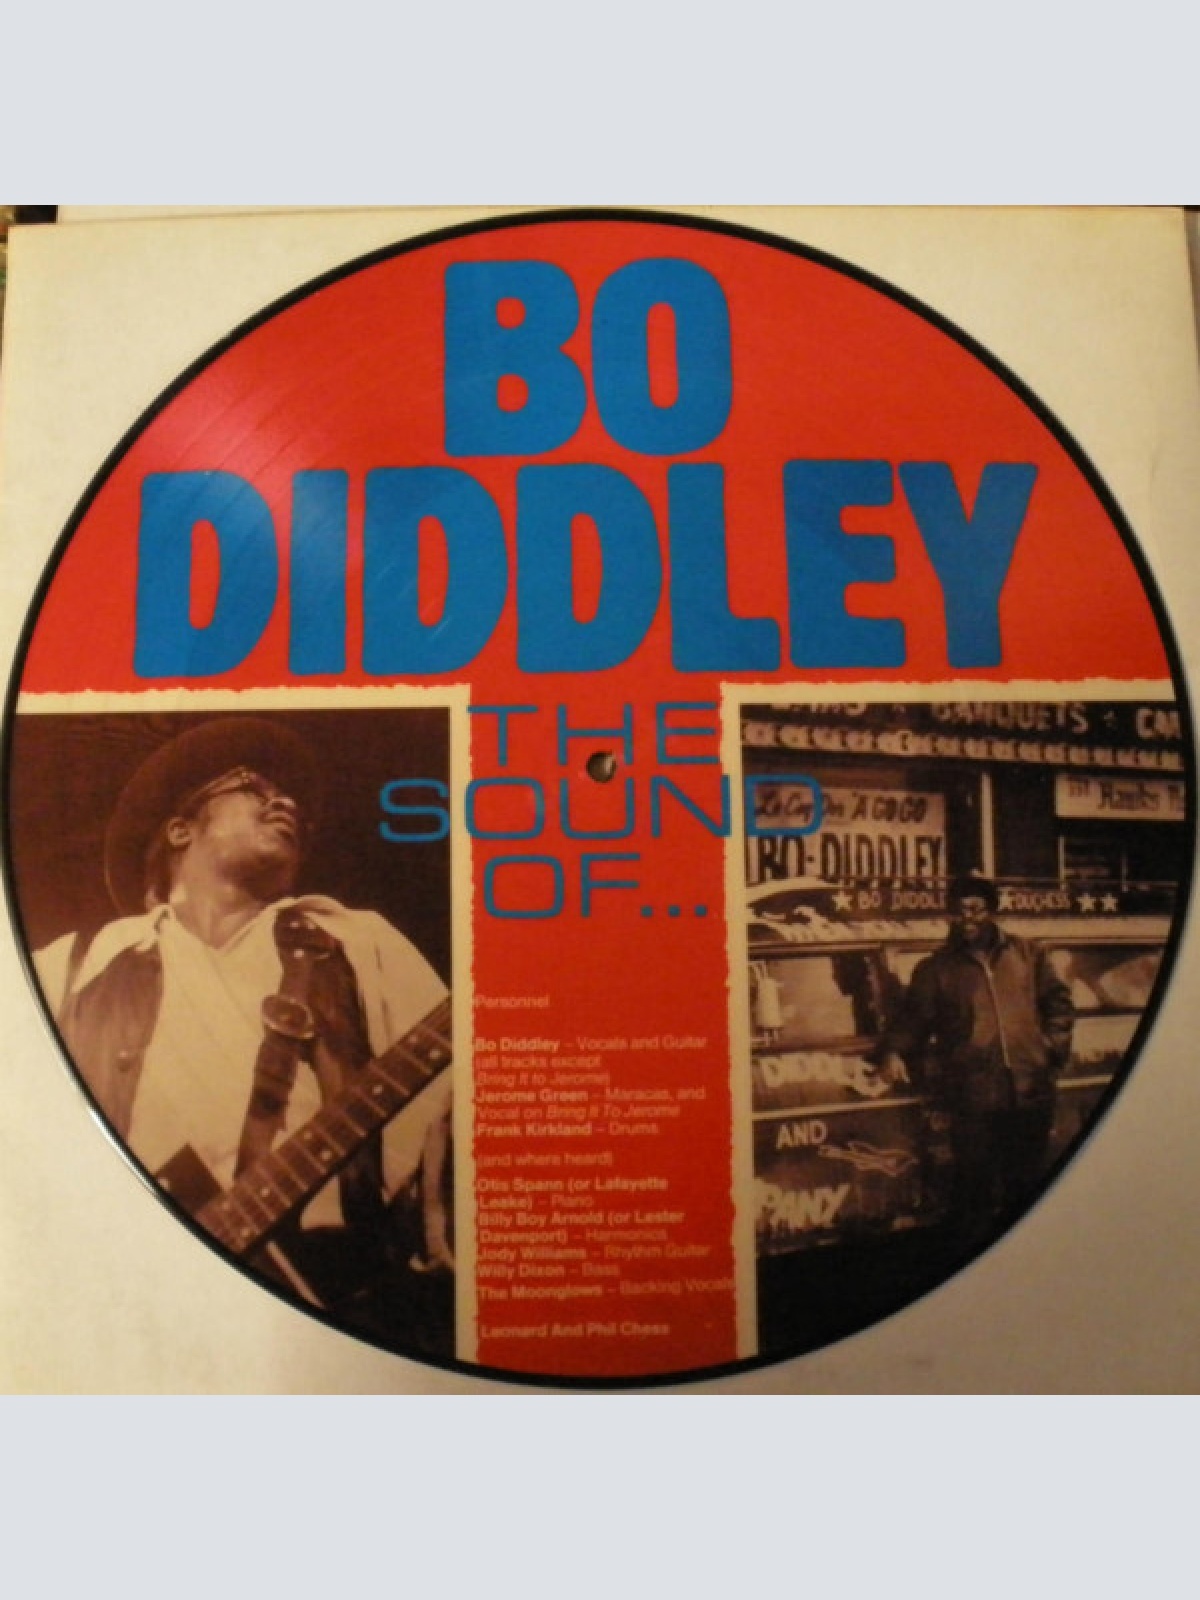 BO
DIDDLEY
THE
SOUND
OF...
Personnel
Bo Diddley – Vocals and Guitar
(all tracks except
Bring It to Jerome)
Jerome Green – Maracas, and
Vocal on Bring It To Jerome
Frank Kirkland – Drums
(and where heard)
Otis Spann (or Lafayette
Leake) – Piano
Billy Boy Arnold (or Lester
Davenport) – Harmonica
Jody Williams – Rhythm Guitar
Willy Dixon – Bass
The Moonglows – Backing Vocals
Leonard And Phil Chess
BANQUETS
'A GO GO
BO-DIDDLEY
★ BO DIDDL ★ DUCHESS ★★
DIDDLE
AND
PANY